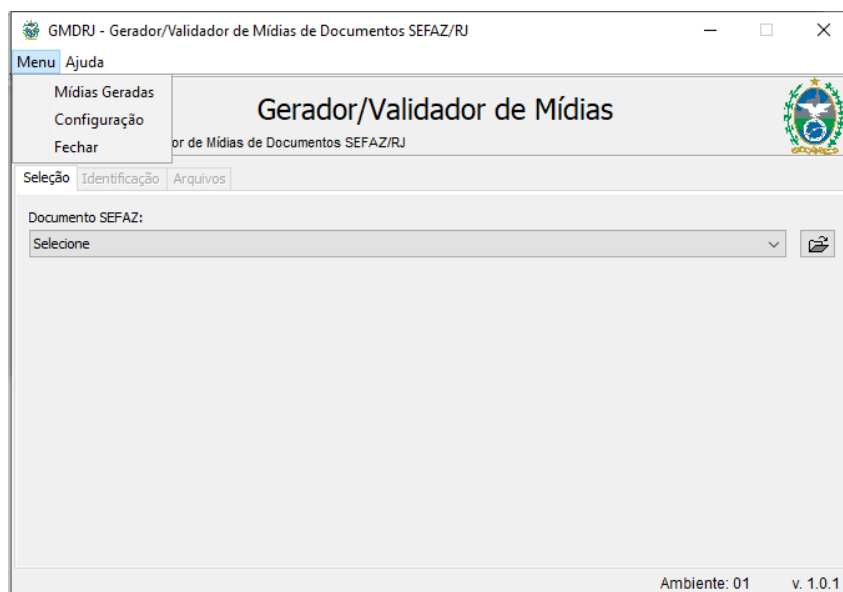 GMDRJ - Gerador/Validador de Mídias de Documentos SEFAZ/RJ
Menu Ajuda
Mídias Geradas
Configuração
Fechar
Gerador/Validador de Mídias
or de Mídias de Documentos SEFAZ/RJ
Seleção Identificação Arquivos
Documento SEFAZ:
Selecione
Ambiente: 01 v. 1.0.1